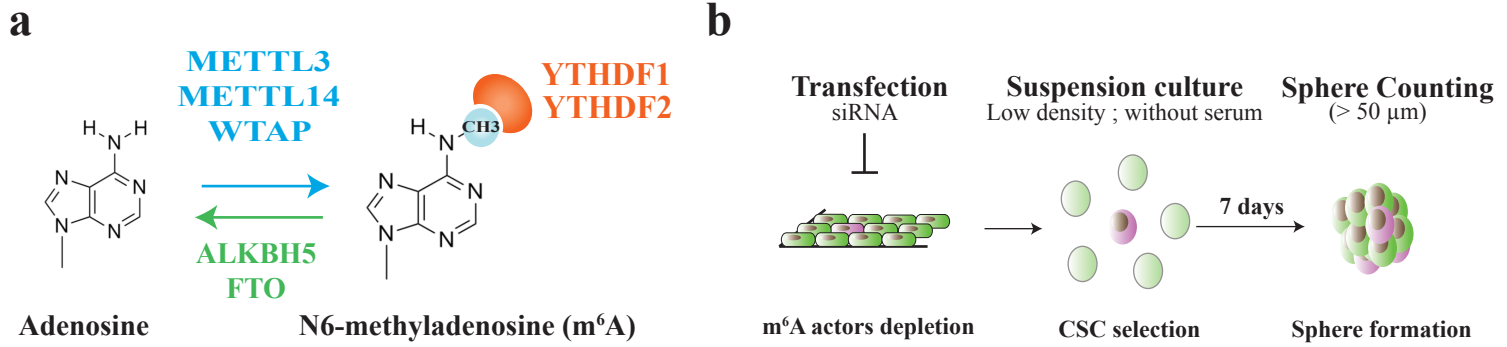 a
METTL3
METTL14
WTAP
YTHDF1
YTHDF2
H
H
N
N
N
N
N
H
CH3
N
N
N
N
N
ALKBH5
FTO
Adenosine
N6-methyladenosine (m⁶A)
b
Transfection
siRNA
Suspension culture
Low density ; without serum
Sphere Counting
(> 50 µm)
7 days
m⁶A actors depletion
CSC selection
Sphere formation